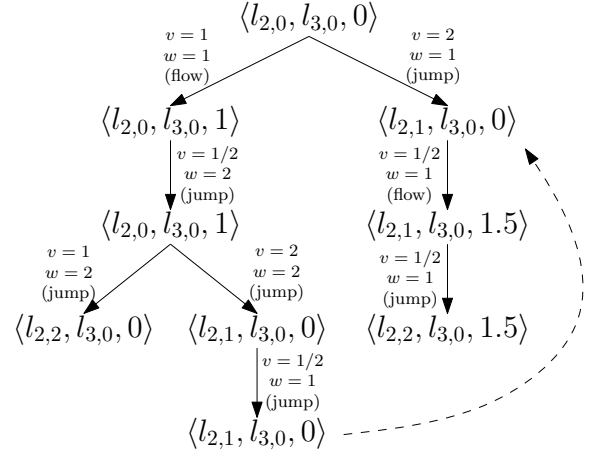 ⟨l₂,₀, l₃,₀, 0⟩
v = 1
w = 1
(flow)
v = 2
w = 1
(jump)
⟨l₂,₀, l₃,₀, 1⟩
⟨l₂,₁, l₃,₀, 0⟩
v = 1/2
w = 2
(jump)
v = 1/2
w = 1
(flow)
⟨l₂,₀, l₃,₀, 1⟩
⟨l₂,₁, l₃,₀, 1.5⟩
v = 1
w = 2
(jump)
v = 2
w = 2
(jump)
v = 1/2
w = 1
(jump)
⟨l₂,₂, l₃,₀, 0⟩
⟨l₂,₁, l₃,₀, 0⟩
⟨l₂,₂, l₃,₀, 1.5⟩
v = 1/2
w = 1
(jump)
⟨l₂,₁, l₃,₀, 0⟩